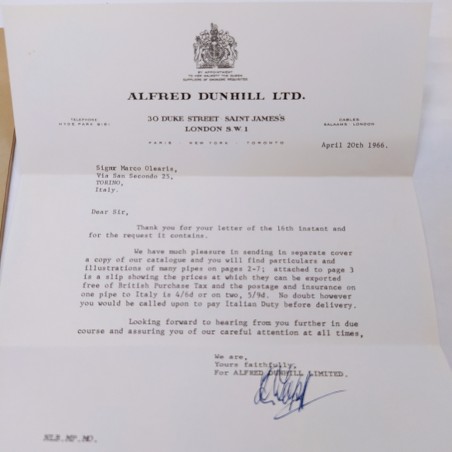 BY APPOINTMENT
TO HER MAJESTY THE QUEEN
SUPPLIERS OF SMOKERS REQUISITES
ALFRED DUNHILL LTD.
TELEPHONE
HYDE PARK
30 DUKE STREET · SAINT JAMES'S
LONDON S.W.1
CABLES
SALAAMS · LONDON
PARIS NEW YORK TORONTO
April 20th 1966.
Signr Marco Olearis,
Via San Secondo 25,
TORINO,
Italy.
Dear Sir,
Thank you for your letter of the 16th instant and
for the request it contains.
We have much pleasure in sending in separate cover
a copy of our catalogue and you will find particulars and
illustrations of many pipes on pages 2-7; attached to page 3
is a slip showing the prices at which they can be exported
free of British Purchase Tax and the postage and insurance on
one pipe to Italy is 4/6d or on two, 5/9d. No doubt however
you would be called upon to pay Italian Duty before delivery.
Looking forward to hearing from you further in due
course and assuring you of our careful attention at all times,
We are,
Yours faithfully,
For ALFRED DUNHILL LIMITED.
NLB.MP.MO.